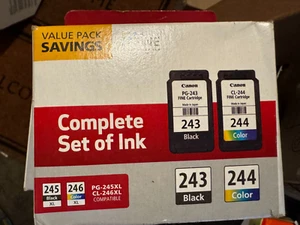 VALUE PACK
SAVINGS
Canon
PG-243
FINE Cartridge
243
Black
Canon
CL-244
FINE Cartridge
244
Color
Complete
Set of Ink
245
Black
XL
246
Color
XL
PG-245XL
CL-246XL
COMPATIBLE
243
Black
244
Color